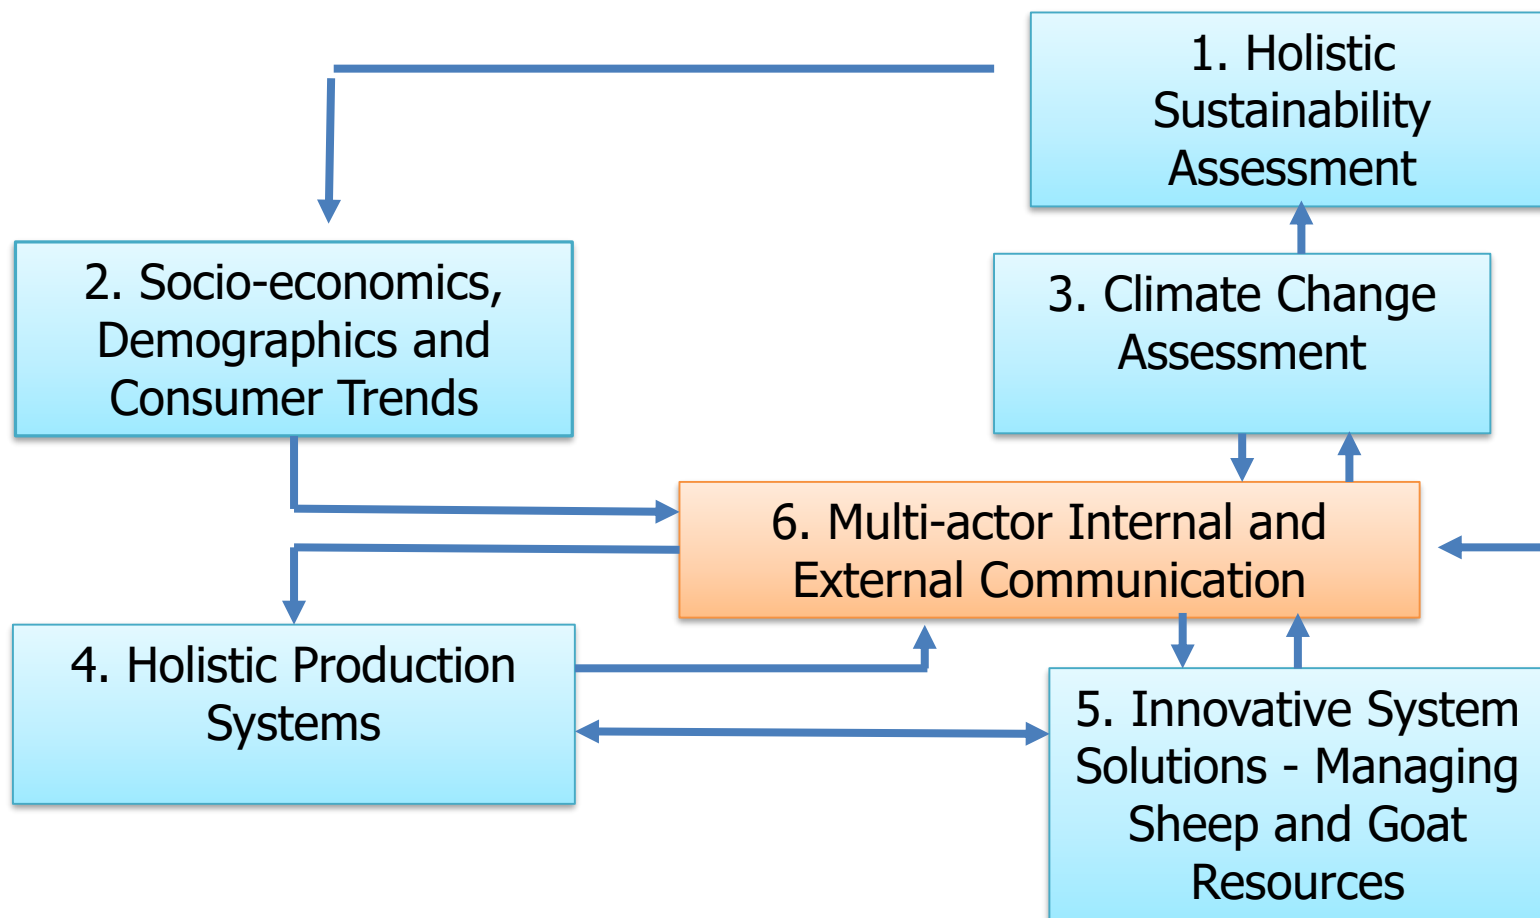 1. Holistic
Sustainability
Assessment
2. Socio-economics,
Demographics and
Consumer Trends
3. Climate Change
Assessment
6. Multi-actor Internal and
External Communication
4. Holistic Production
Systems
5. Innovative System
Solutions - Managing
Sheep and Goat
Resources